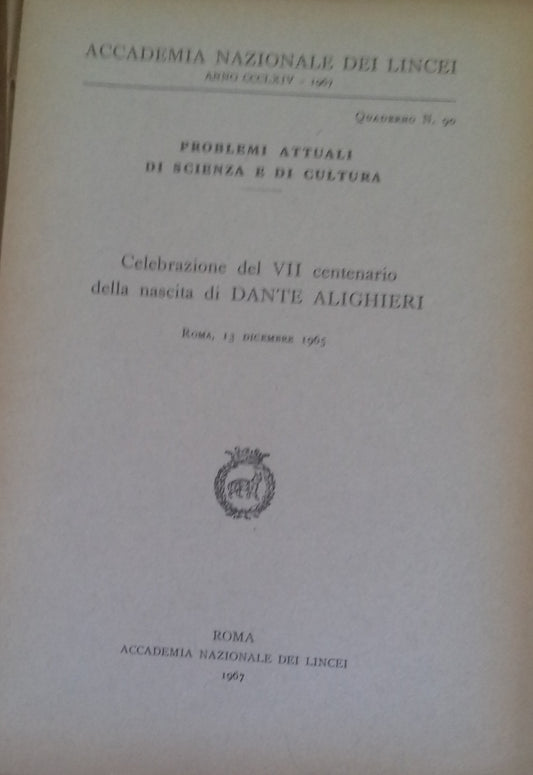 ACCADEMIA NAZIONALE DEI LINCEI
ANNO CCCLXIV - 1967
QUADERNO N. 90
PROBLEMI ATTUALI
DI SCIENZA E DI CULTURA
Celebrazione del VII centenario
della nascita di DANTE ALIGHIERI
ROMA, 13 DICEMBRE 1965
ROMA
ACCADEMIA NAZIONALE DEI LINCEI
1967